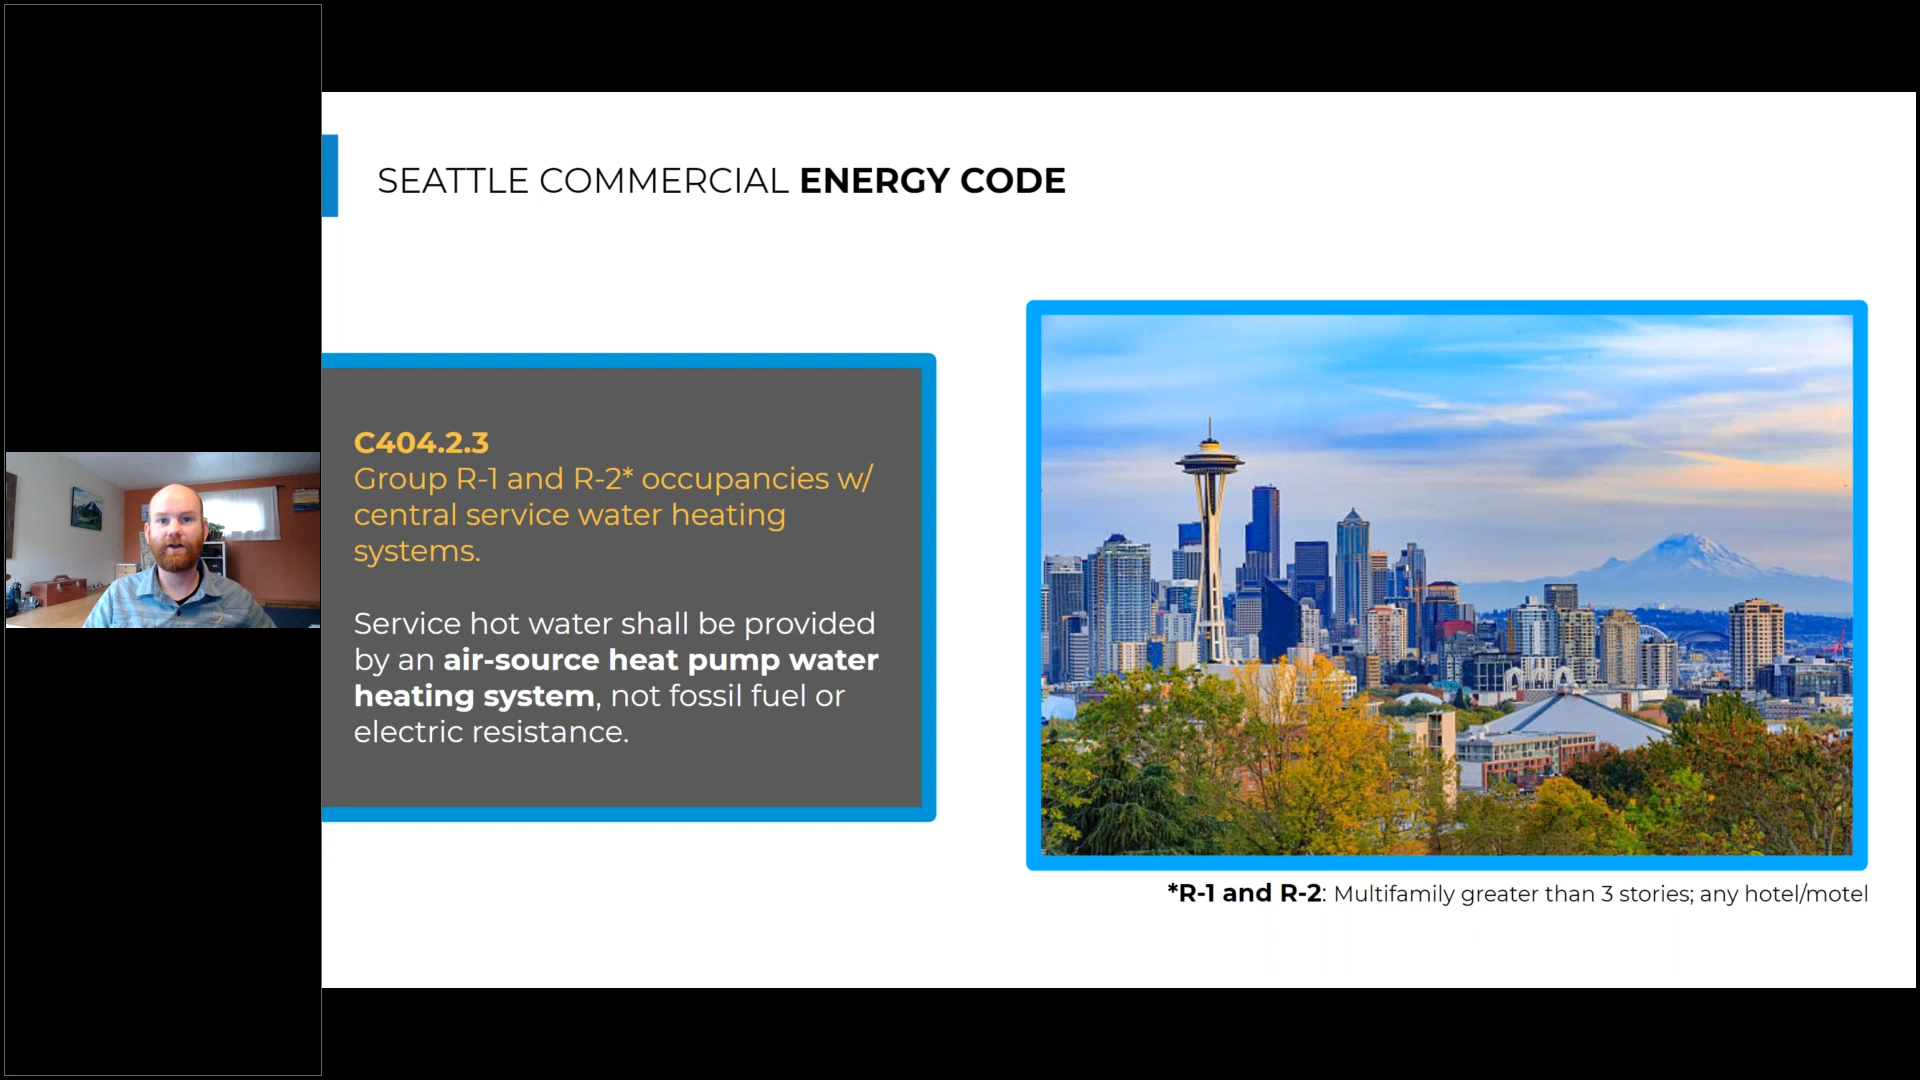 SEATTLE COMMERCIAL ENERGY CODE
C404.2.3
Group R-1 and R-2* occupancies w/
central service water heating
systems.
Service hot water shall be provided
by an air-source heat pump water
heating system, not fossil fuel or
electric resistance.
*R-1 and R-2: Multifamily greater than 3 stories; any hotel/motel